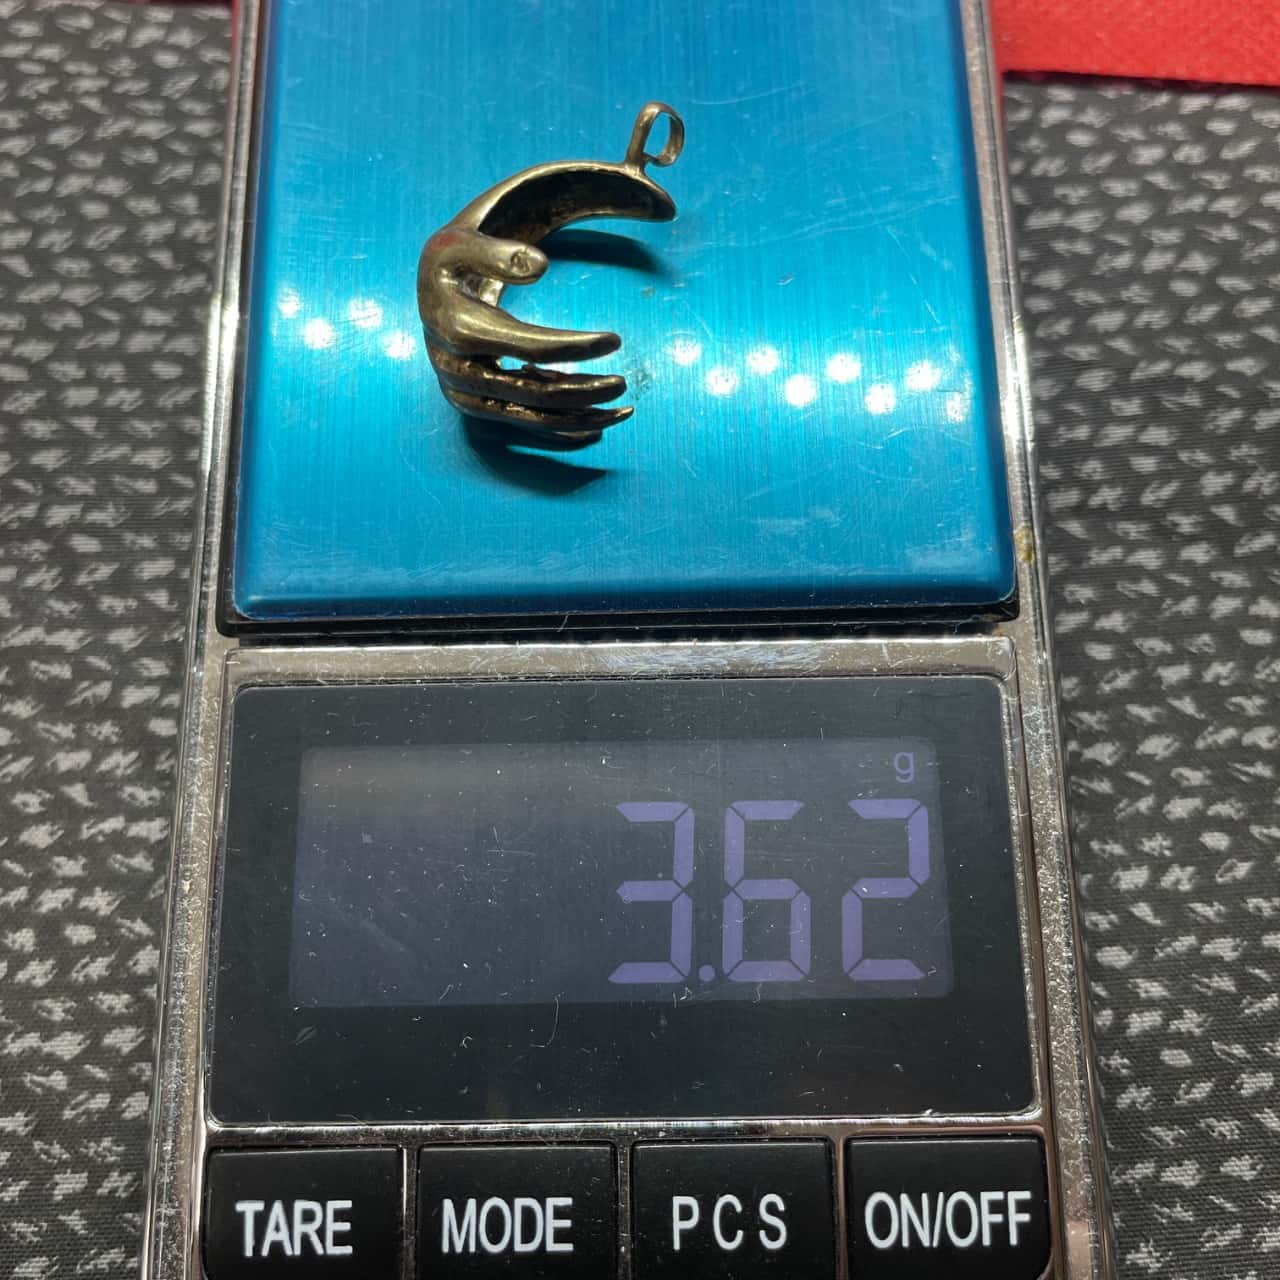 g
3.62
TARE MODE PCS ON/OFF